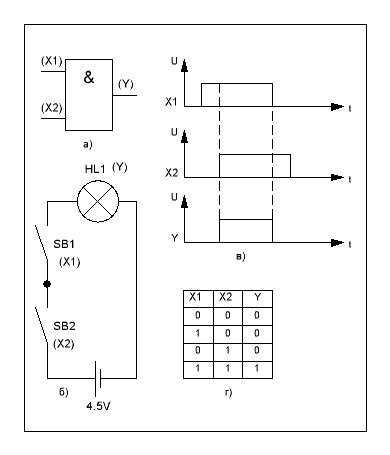 (X1)
&
(Y)
(X2)
а)
U
X1
t
U
X2
t
U
Y
t
в)
HL1 (Y)
SB1
(X1)
SB2
(X2)
4.5V
б)
X1 X2 Y
0 0 0
1 0 0
0 1 0
1 1 1
г)